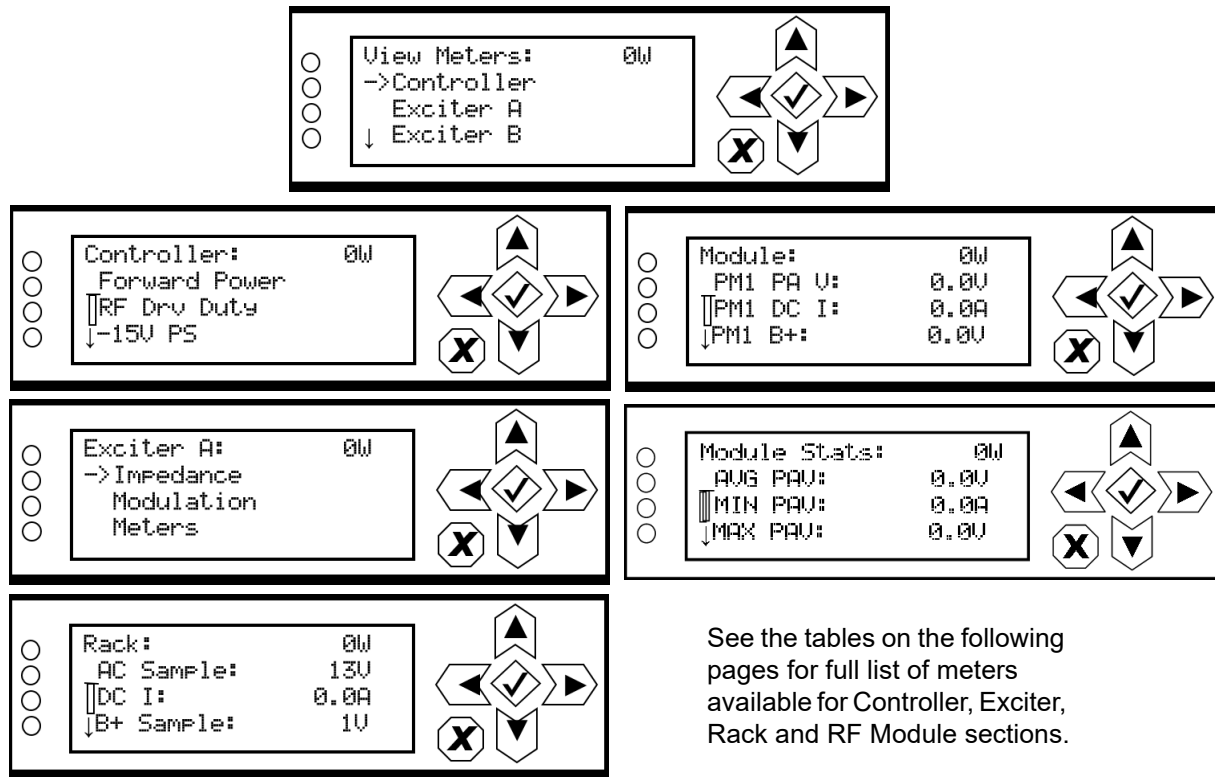 View Meters: 0W
->Controller
Exciter A
↓ Exciter B
Controller: 0W
Forward Power
RF Drv Duty
↓-15V PS
Module: 0W
PM1 PA V: 0.0V
PM1 DC I: 0.0A
↓PM1 B+: 0.0V
Exciter A: 0W
->Impedance
Modulation
Meters
Module Stats: 0W
AVG PAV: 0.0V
MIN PAV: 0.0A
↓MAX PAV: 0.0V
Rack: 0W
AC Sample: 13V
DC I: 0.0A
↓B+ Sample: 1V
See the tables on the following
pages for full list of meters
available for Controller, Exciter,
Rack and RF Module sections.